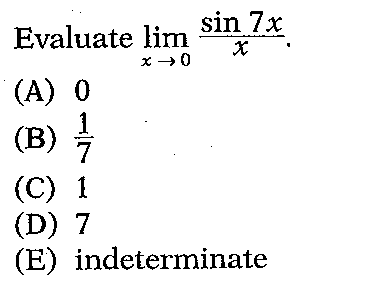 Evaluate lim x → 0 sin 7x / x.
(A) 0
(B) 1/7
(C) 1
(D) 7
(E) indeterminate